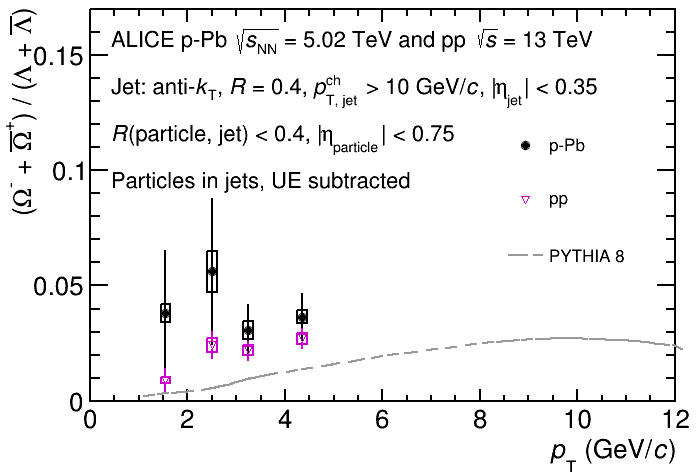 ALICE p-Pb √s_NN = 5.02 TeV and pp √s = 13 TeV
Jet: anti-k_T, R = 0.4, p_T, jet^ch > 10 GeV/c, |η_jet| < 0.35
R(particle, jet) < 0.4, |η_particle| < 0.75
Particles in jets, UE subtracted
p-Pb
pp
PYTHIA 8
(Ω⁻ + Ω̅⁺) / (Λ + Λ̅)
0.15
0.1
0.05
0
0 2 4 6 8 10 12
p_T (GeV/c)